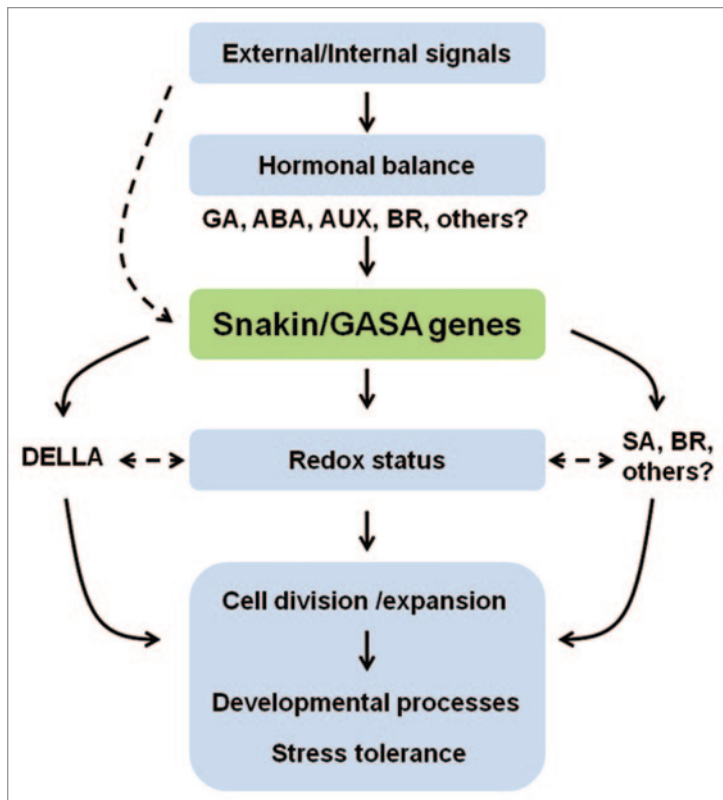 External/Internal signals
Hormonal balance
GA, ABA, AUX, BR, others?
Snakin/GASA genes
DELLA
Redox status
SA, BR,
others?
Cell division /expansion
Developmental processes
Stress tolerance